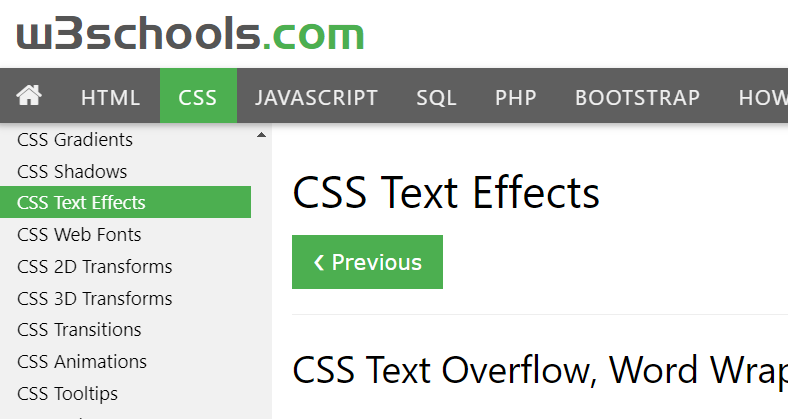 w3schools.com
HTML CSS JAVASCRIPT SQL PHP BOOTSTRAP HOW
CSS Gradients
CSS Shadows
CSS Text Effects
CSS Web Fonts
CSS 2D Transforms
CSS 3D Transforms
CSS Transitions
CSS Animations
CSS Tooltips
CSS Text Effects
❮ Previous
CSS Text Overflow, Word Wrap